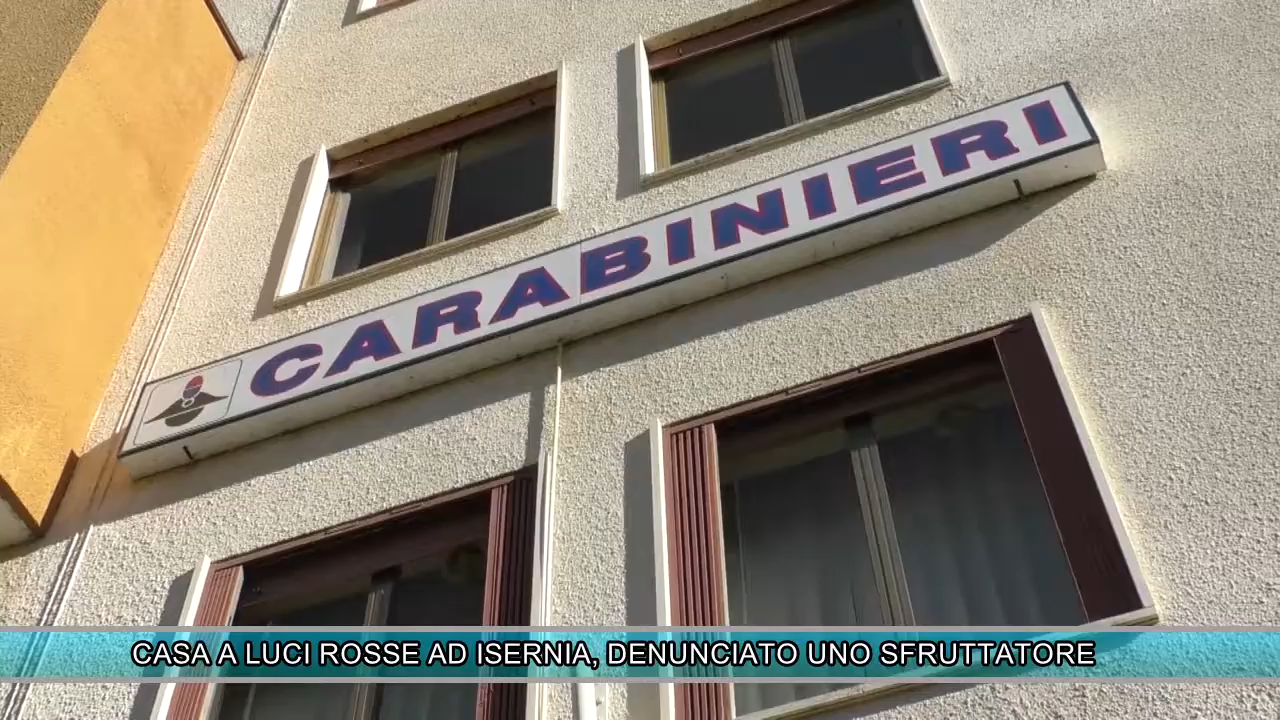 CARABINIERI
CASA A LUCI ROSSE AD ISERNIA, DENUNCIATO UNO SFRUTTATORE